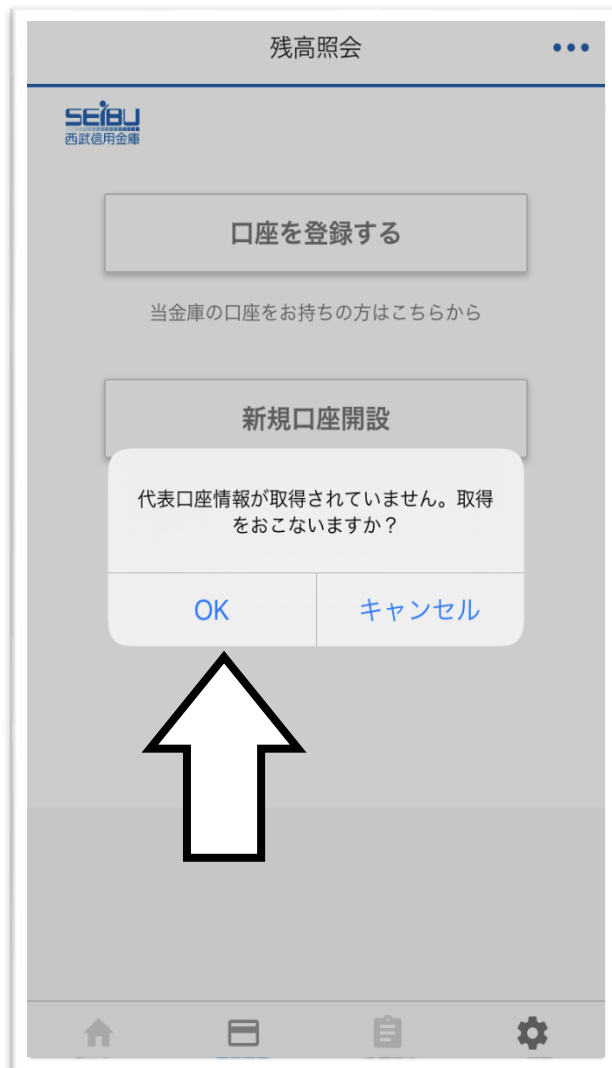 残高照会
SEIBU
西武信用金庫
口座を登録する
当金庫の口座をお持ちの方はこちらから
新規口座開設
代表口座情報が取得されていません。取得
をおこないますか？
OK
キャンセル